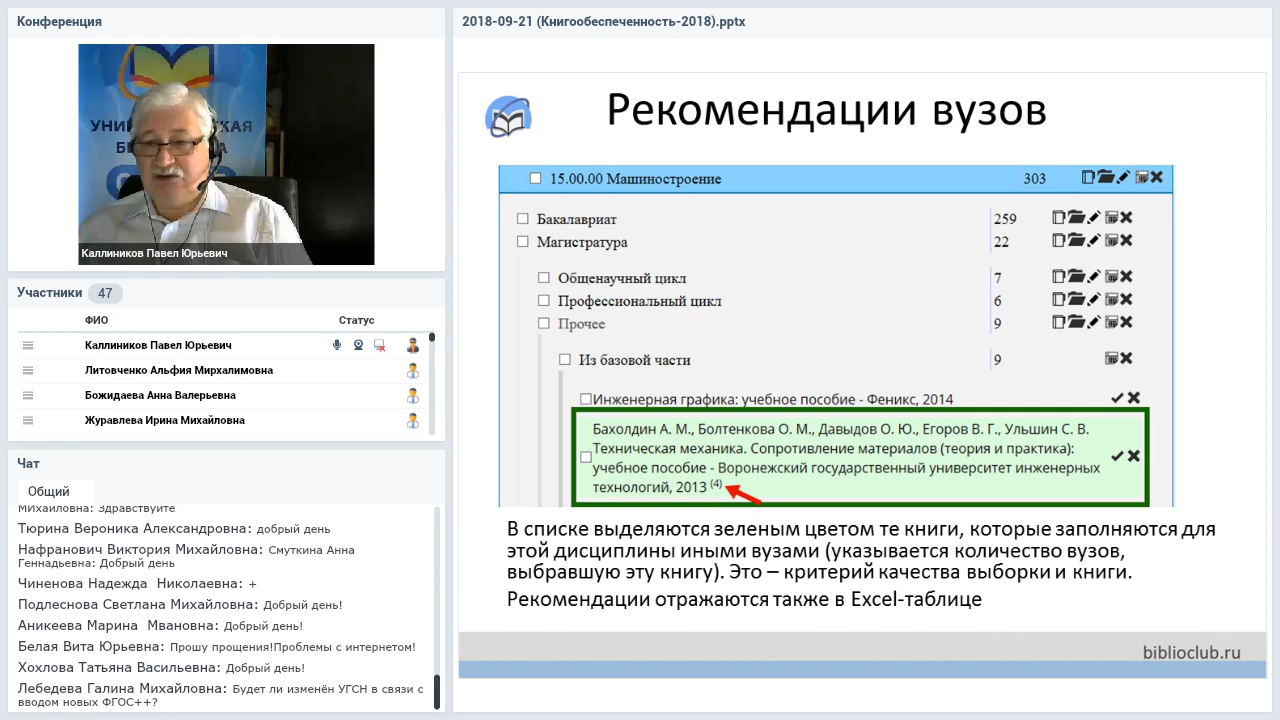 Конференция
УНИ
СКАЯ
Каллиников Павел Юрьевич
Участники 47
ФИО Статус
Каллиников Павел Юрьевич
Литовченко Альфия Мирхалимовна
Божидаева Анна Валерьевна
Журавлева Ирина Михайловна
Чат
Общий
Михайловна: Здравствуйте
Тюрина Вероника Александровна: добрый день
Нафранович Виктория Михайловна: Смуткина Анна
Геннадьевна: Добрый день
Чиненова Надежда Николаевна: +
Подлеснова Светлана Михайловна: Добрый день!
Аникеева Марина Мвановна: Добрый день!
Белая Вита Юрьевна: Прошу прощения!Проблемы с интернетом!
Хохлова Татьяна Васильевна: Добрый день!
Лебедева Галина Михайловна: Будет ли изменён УГСН в связи с
вводом новых ФГОС++?
2018-09-21 (Книгообеспеченность-2018).pptx
Рекомендации вузов
15.00.00 Машиностроение 303
Бакалавриат 259
Магистратура 22
Общенаучный цикл 7
Профессиональный цикл 6
Прочее 9
Из базовой части 9
Инженерная графика: учебное пособие - Феникс, 2014
Бахолдин А. М., Болтенкова О. М., Давыдов О. Ю., Егоров В. Г., Ульшин С. В.
Техническая механика. Сопротивление материалов (теория и практика):
учебное пособие - Воронежский государственный университет инженерных
технологий, 2013 (4)
В списке выделяются зеленым цветом те книги, которые заполняются для
этой дисциплины иными вузами (указывается количество вузов,
выбравшую эту книгу). Это – критерий качества выборки и книги.
Рекомендации отражаются также в Excel-таблице
biblioclub.ru